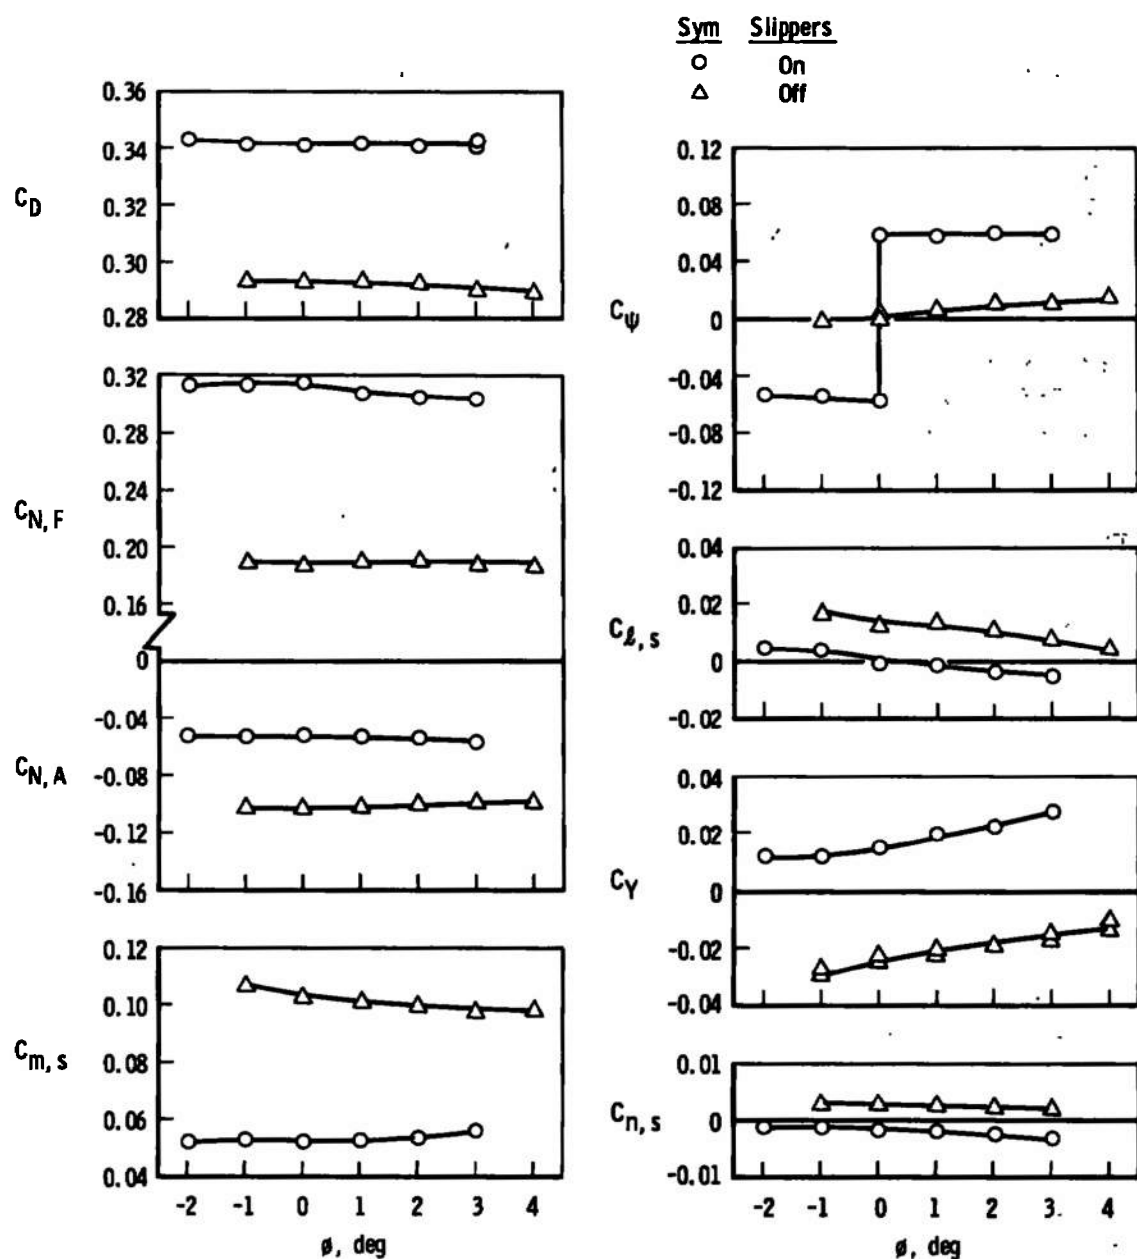 Sym Slippers
On
Off
0.36
0.34
0.32
0.30
0.28
C_D
0.32
0.28
0.24
0.20
0.16
C_N,F
0
-0.04
-0.08
-0.12
-0.16
C_N,A
0.12
0.10
0.08
0.06
0.04
C_m,s
-2 -1 0 1 2 3 4
ø, deg
0.12
0.08
0.04
0
-0.04
-0.08
-0.12
C_ψ
0.04
0.02
0
-0.02
C_ℓ,s
0.04
0.02
0
-0.02
-0.04
C_Y
0.01
0
-0.01
C_n,s
-2 -1 0 1 2 3 4
ø, deg